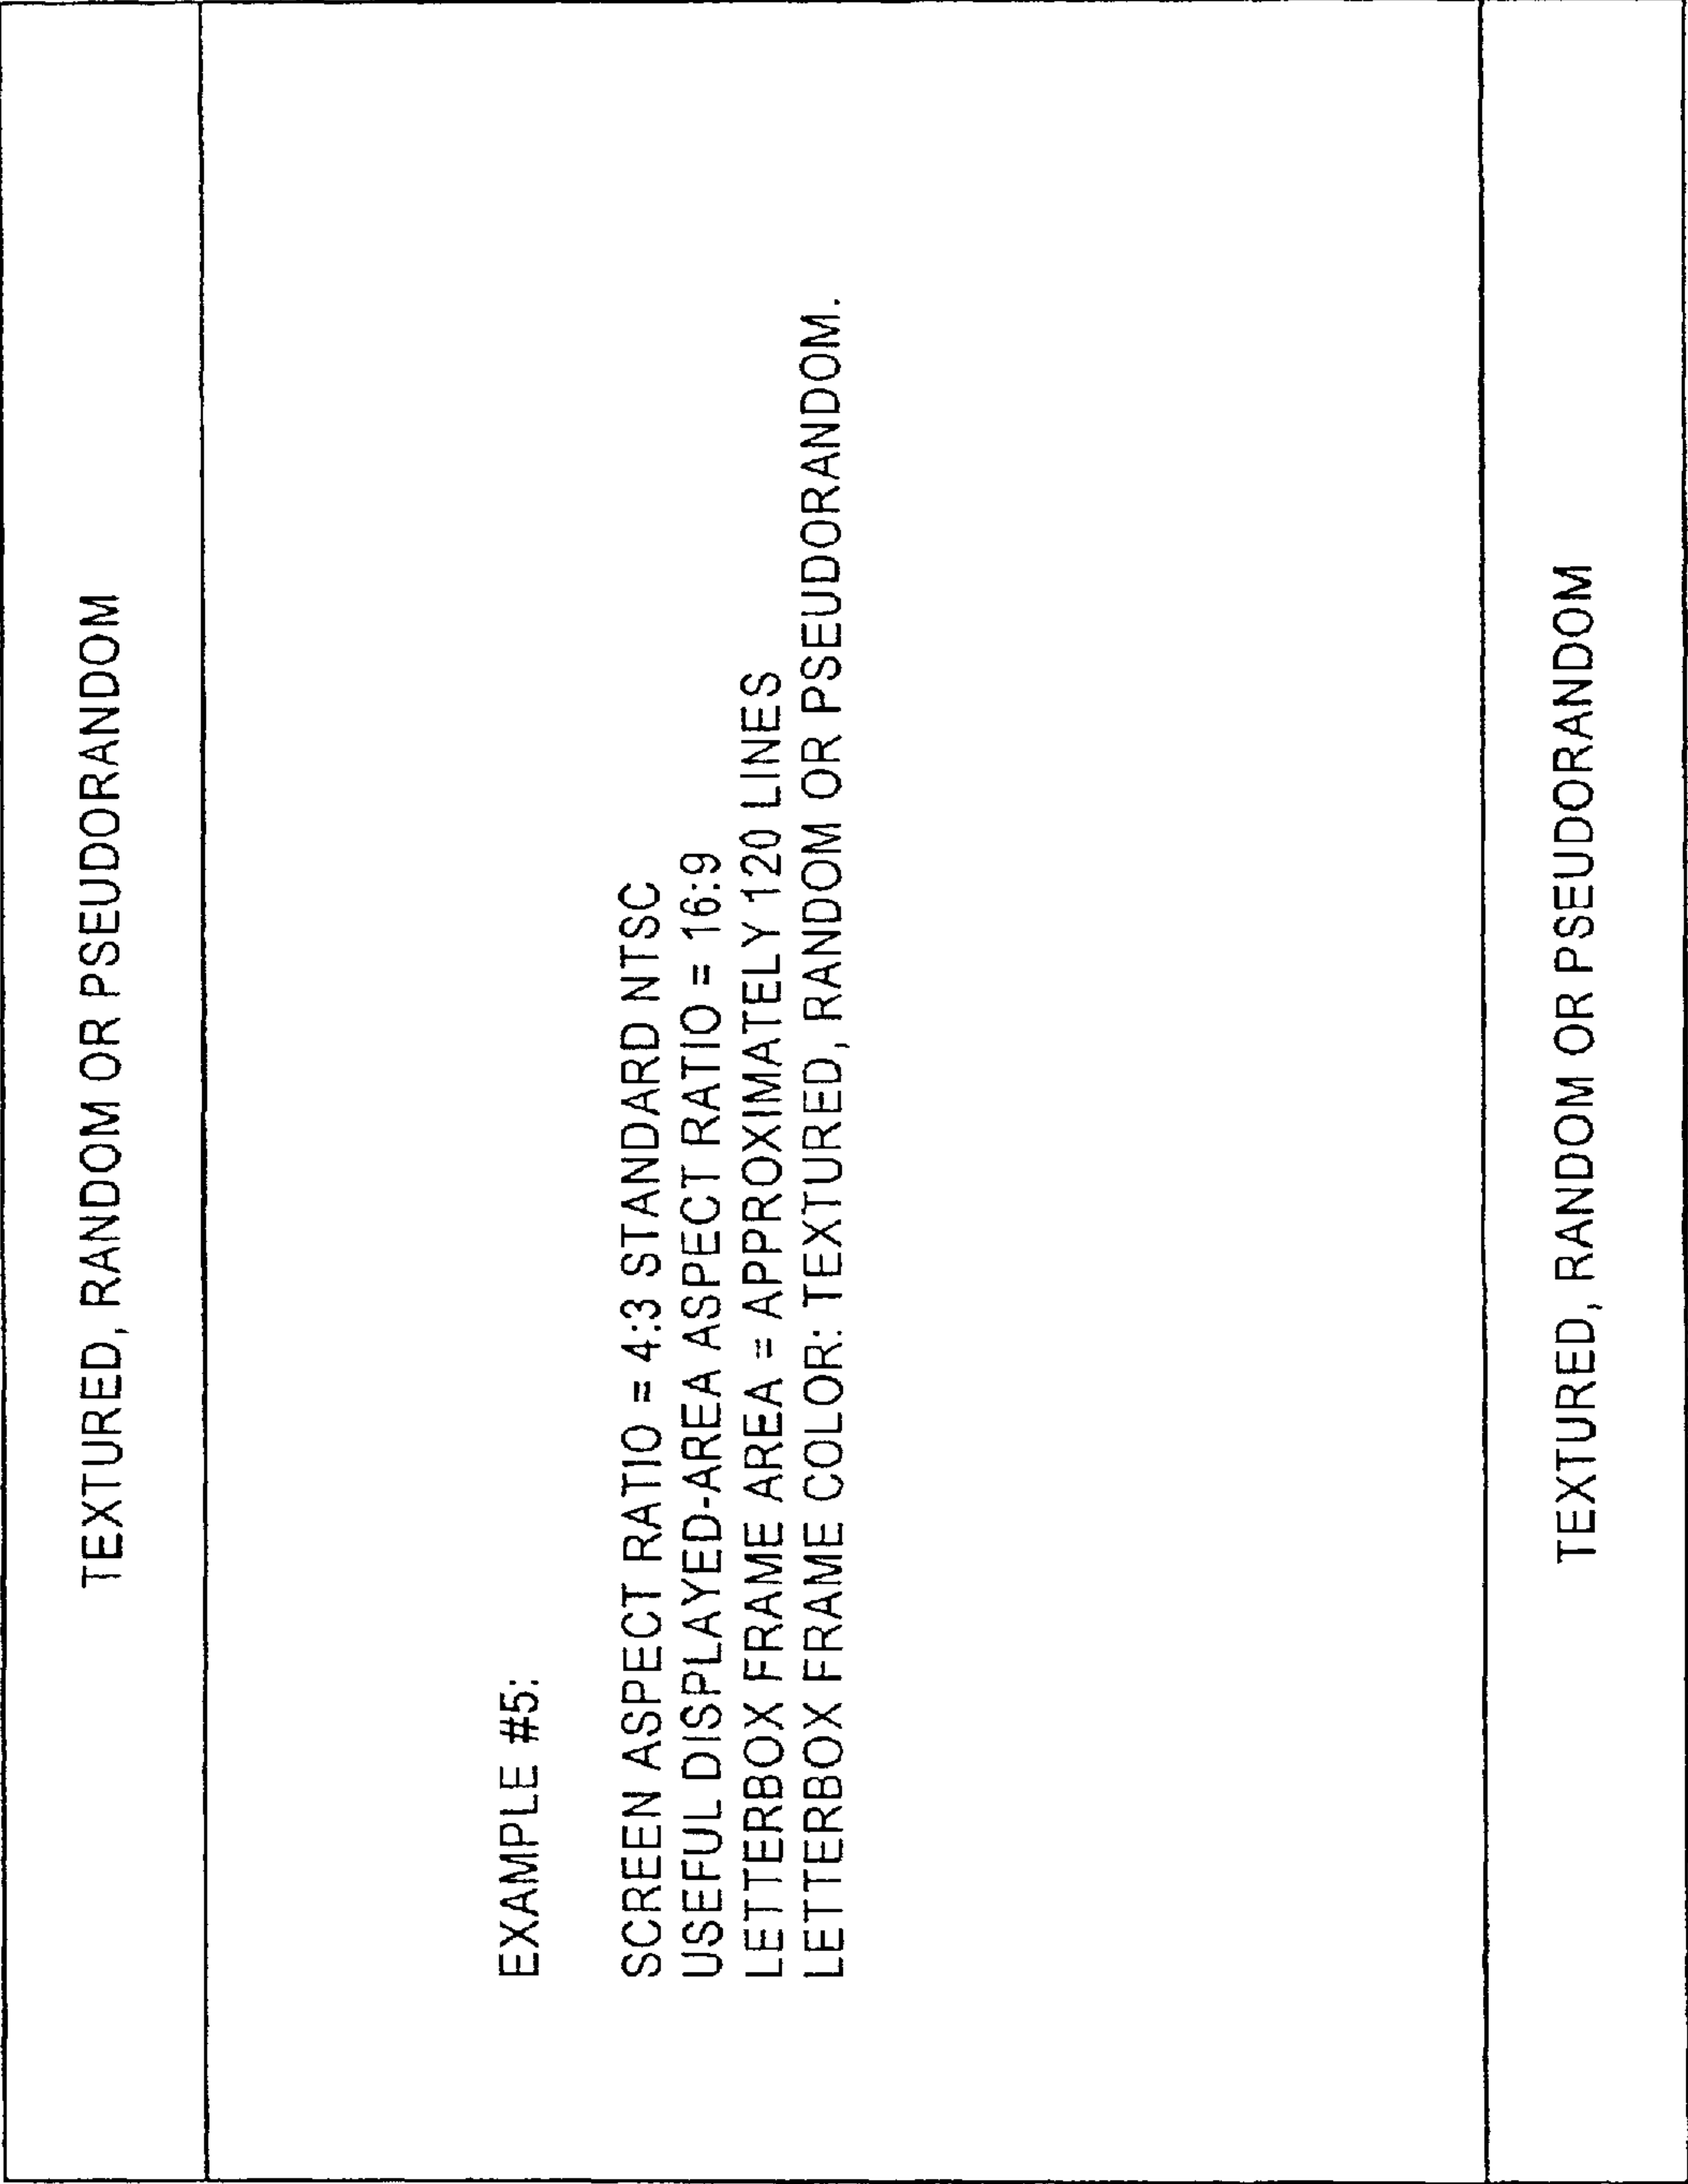 TEXTURED, RANDOM OR PSEUDORANDOM
EXAMPLE #5:
SCREEN ASPECT RATIO = 4:3 STANDARD NTSC
USEFUL DISPLAYED-AREA ASPECT RATIO = 16:9
LETTERBOX FRAME AREA = APPROXIMATELY 120 LINES
LETTERBOX FRAME COLOR: TEXTURED, RANDOM OR PSEUDORANDOM.
TEXTURED, RANDOM OR PSEUDORANDOM